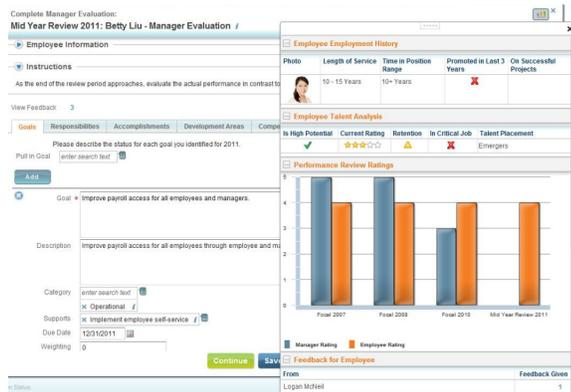 Complete Manager Evaluation:
Mid Year Review 2011: Betty Liu - Manager Evaluation i
Employee Information
Instructions
As the end of the review period approaches, evaluate the actual performance in contrast to
View Feedback 3
Goals Responsibilities Accomplishments Development Areas Compe
Please describe the status for each goal you identified for 2011.
Pull in Goal enter search text
Add
Goal * Improve payroll access for all employees and managers.
Description Improve payroll access for all employees through employee and ma
Category enter search text
x Operational i
Supports x Implement employee self-service i
Due Date 12/31/2011
Weighting 0
Continue Save
Status
x
Employee Employment History
Photo Length of Service Time in Position Range Promoted in Last 3 Years On Successful Projects
10 - 15 Years 10+ Years
Employee Talent Analysis
Is High Potential Current Rating Retention In Critical Job Talent Placement
Emergers
Performance Review Ratings
5
4
3
2
1
0
Focal 2007 Focal 2008 Focal 2010 Mid Year Review 2011
Manager Rating Employee Rating
Feedback for Employee
From Feedback Given
Logan McNeil 1